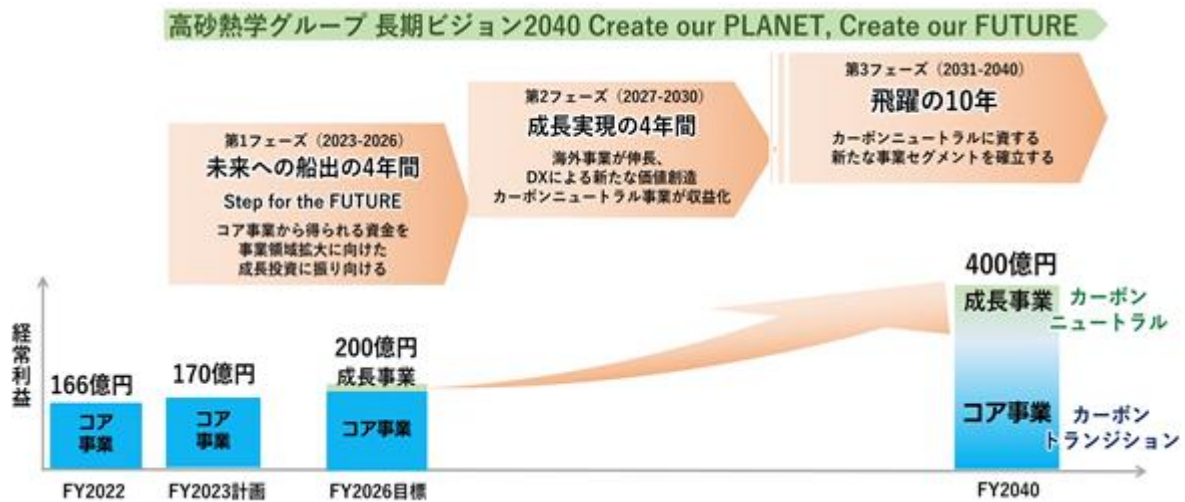 高砂熱学グループ 長期ビジョン2040 Create our PLANET, Create our FUTURE
第1フェーズ（2023-2026）
未来への船出の4年間
Step for the FUTURE
コア事業から得られる資金を
事業領域拡大に向けた
成長投資に振り向ける
第2フェーズ（2027-2030）
成長実現の4年間
海外事業が伸長、
DXによる新たな価値創造
カーボンニュートラル事業が収益化
第3フェーズ（2031-2040）
飛躍の10年
カーボンニュートラルに資する
新たな事業セグメントを確立する
経常利益
166億円
コア
事業
FY2022
170億円
コア
事業
FY2023計画
200億円
成長事業
コア事業
FY2026目標
400億円
成長事業
コア事業
FY2040
カーボン
ニュートラル
カーボン
トランジション